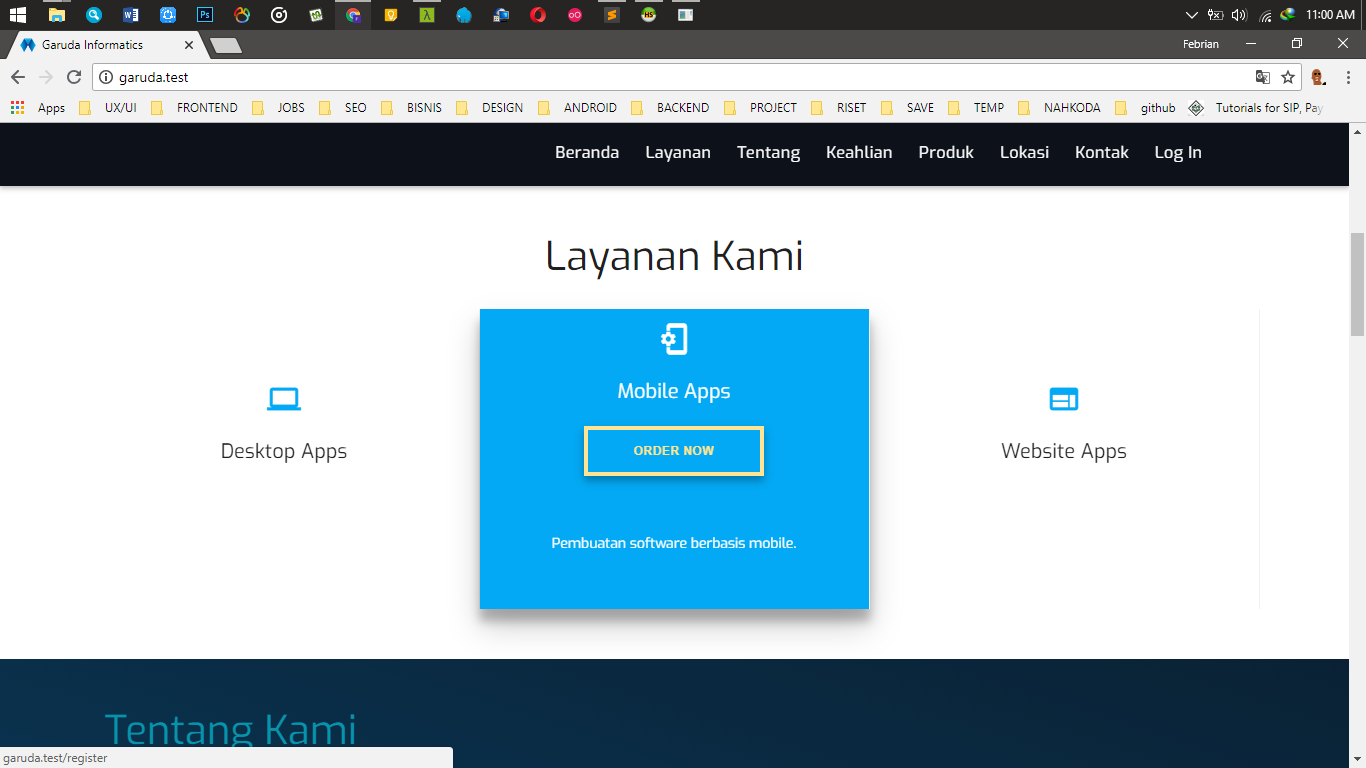 11:00 AM
Garuda Informatics
Febrian
garuda.test
Apps UX/UI FRONTEND JOBS SEO BISNIS DESIGN ANDROID BACKEND PROJECT RISET SAVE TEMP NAHKODA github Tutorials for SIP, Pay
Beranda Layanan Tentang Keahlian Produk Lokasi Kontak Log In
Layanan Kami
Mobile Apps
ORDER NOW
Desktop Apps
Website Apps
Pembuatan software berbasis mobile.
Tentang Kami
garuda.test/register